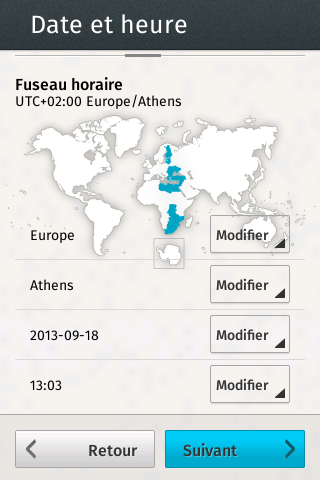 Date et heure
Fuseau horaire
UTC+02:00 Europe/Athens
Europe
Modifier
Athens
Modifier
2013-09-18
Modifier
13:03
Modifier
Retour
Suivant